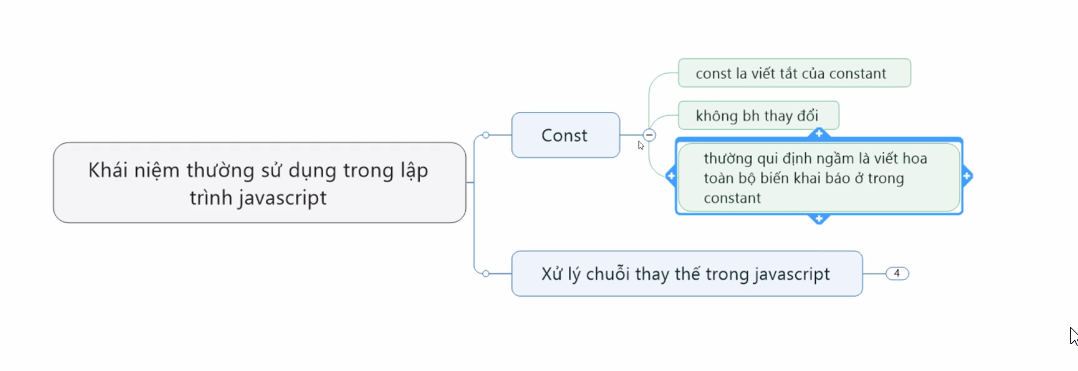 Khái niệm thường sử dụng trong lập
trình javascript
Const
const la viết tắt của constant
không bh thay đổi
thường qui định ngầm là viết hoa
toàn bộ biến khai báo ở trong
constant
Xử lý chuỗi thay thế trong javascript
4